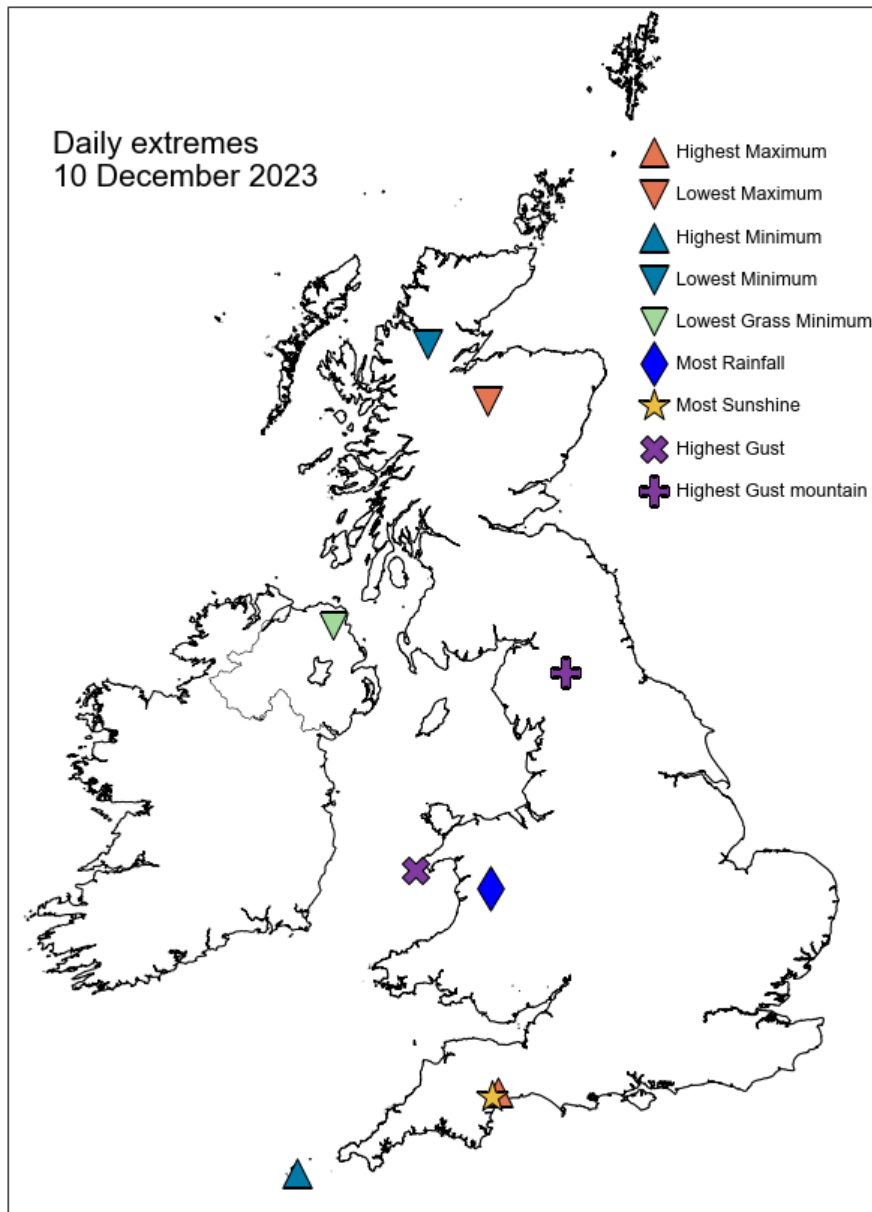 Daily extremes
10 December 2023
Highest Maximum
Lowest Maximum
Highest Minimum
Lowest Minimum
Lowest Grass Minimum
Most Rainfall
Most Sunshine
Highest Gust
Highest Gust mountain